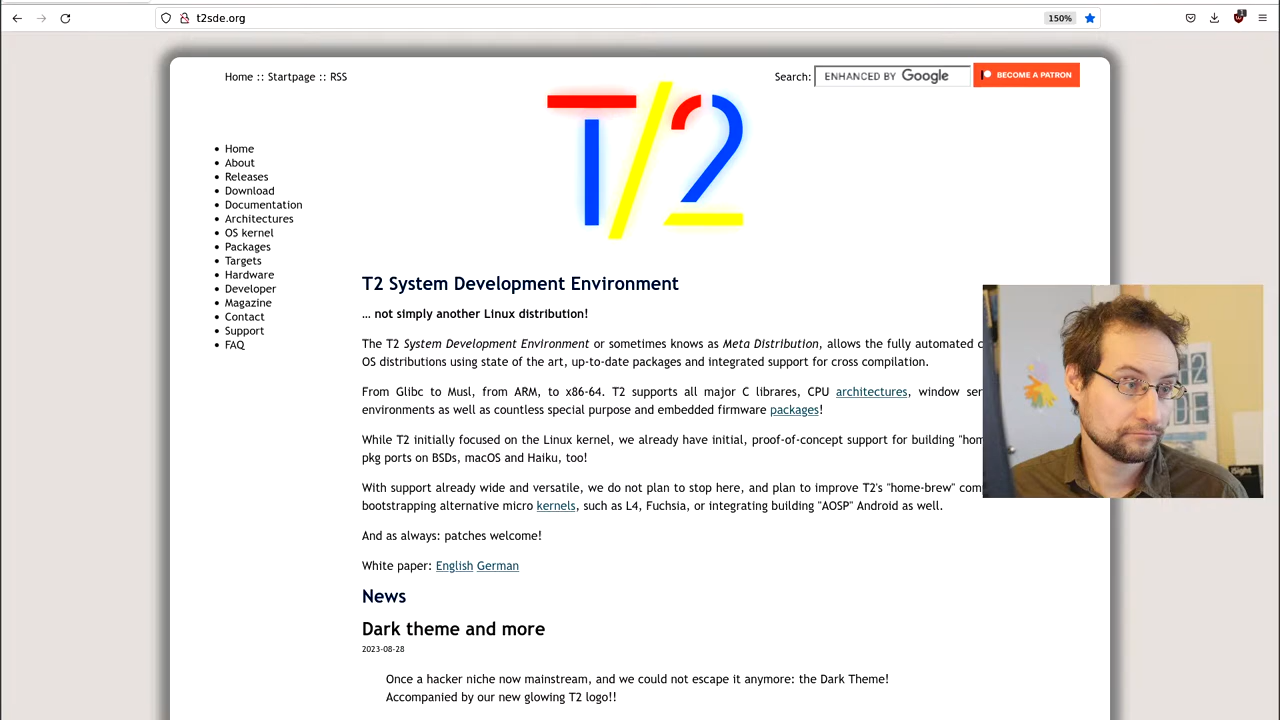 t2sde.org
150%
Home :: Startpage :: RSS
Search:
ENHANCED BY Google
BECOME A PATRON
T/2
Home
About
Releases
Download
Documentation
Architectures
OS kernel
Packages
Targets
Hardware
Developer
Magazine
Contact
Support
FAQ
T2 System Development Environment
... not simply another Linux distribution!
The T2 System Development Environment or sometimes known as Meta Distribution, allows the fully automated
OS distributions using state of the art, up-to-date packages and integrated support for cross compilation.
From Glibc to Musl, from ARM, to x86-64. T2 supports all major C librares, CPU architectures, window
environments as well as countless special purpose and embedded firmware packages!
While T2 initially focused on the Linux kernel, we already have initial, proof-of-concept support for building
pkg ports on BSDs, macOS and Haiku, too!
With support already wide and versatile, we do not plan to stop here, and plan to improve T2's "home-brew"
bootstrapping alternative micro kernels, such as L4, Fuchsia, or integrating building "AOSP" Android as well.
And as always: patches welcome!
White paper: English German
News
Dark theme and more
2023-08-28
Once a hacker niche now mainstream, and we could not escape it anymore: the Dark Theme!
Accompanied by our new glowing T2 logo!!
iSight